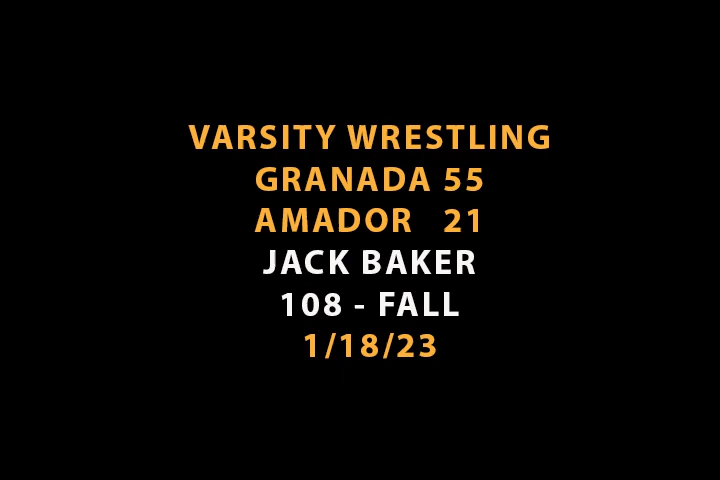 VARSITY WRESTLING
GRANADA 55
AMADOR 21
JACK BAKER
108 - FALL
1/18/23